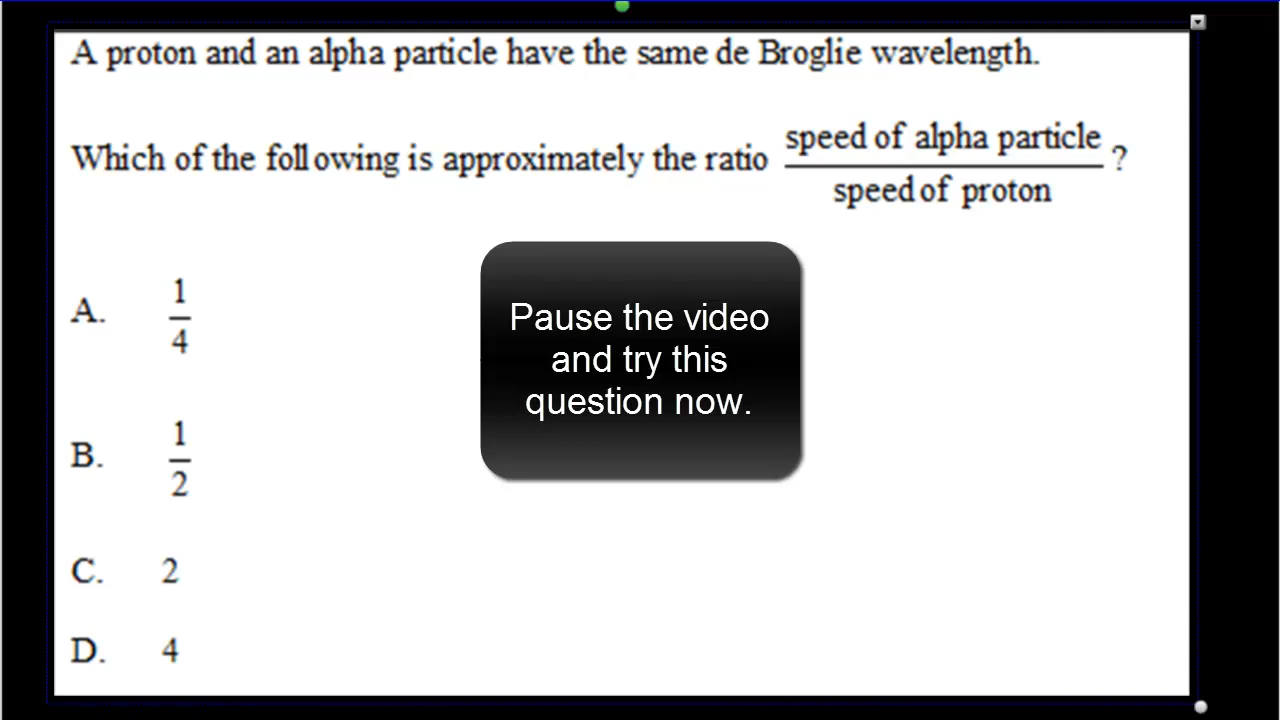 A proton and an alpha particle have the same de Broglie wavelength.
Which of the following is approximately the ratio speed of alpha particle / speed of proton ?
Pause the video
and try this
question now.
A. 1/4
B. 1/2
C. 2
D. 4